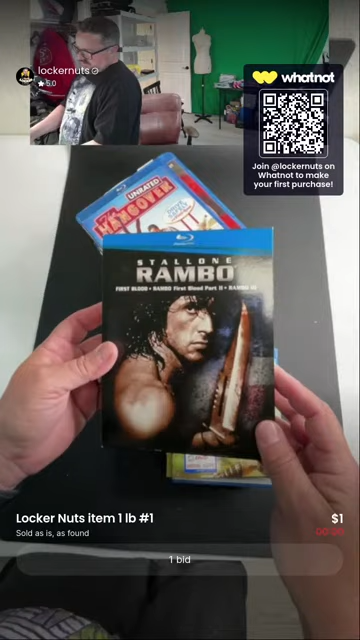 lockernuts
5.0
whatnot
Join @lockernuts on
Whatnot to make
your first purchase!
UNRATED
HANGOVER
STALLONE
RAMBO
FIRST BLOOD • RAMBO First Blood Part II • RAMBO III
Locker Nuts item 1 lb #1
$1
Sold as is, as found
00:00
1 bid